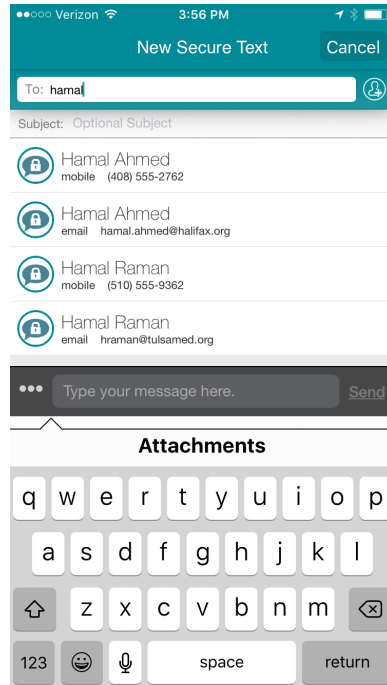 Verizon 3:56 PM
New Secure Text Cancel
To: hamal
Subject: Optional Subject
Hamal Ahmed
mobile (408) 555-2762
Hamal Ahmed
email hamal.ahmed@halifax.org
Hamal Raman
mobile (510) 555-9362
Hamal Raman
email hraman@tulsamed.org
Type your message here. Send
Attachments
q w e r t y u i o p
a s d f g h j k l
z x c v b n m
123 space return